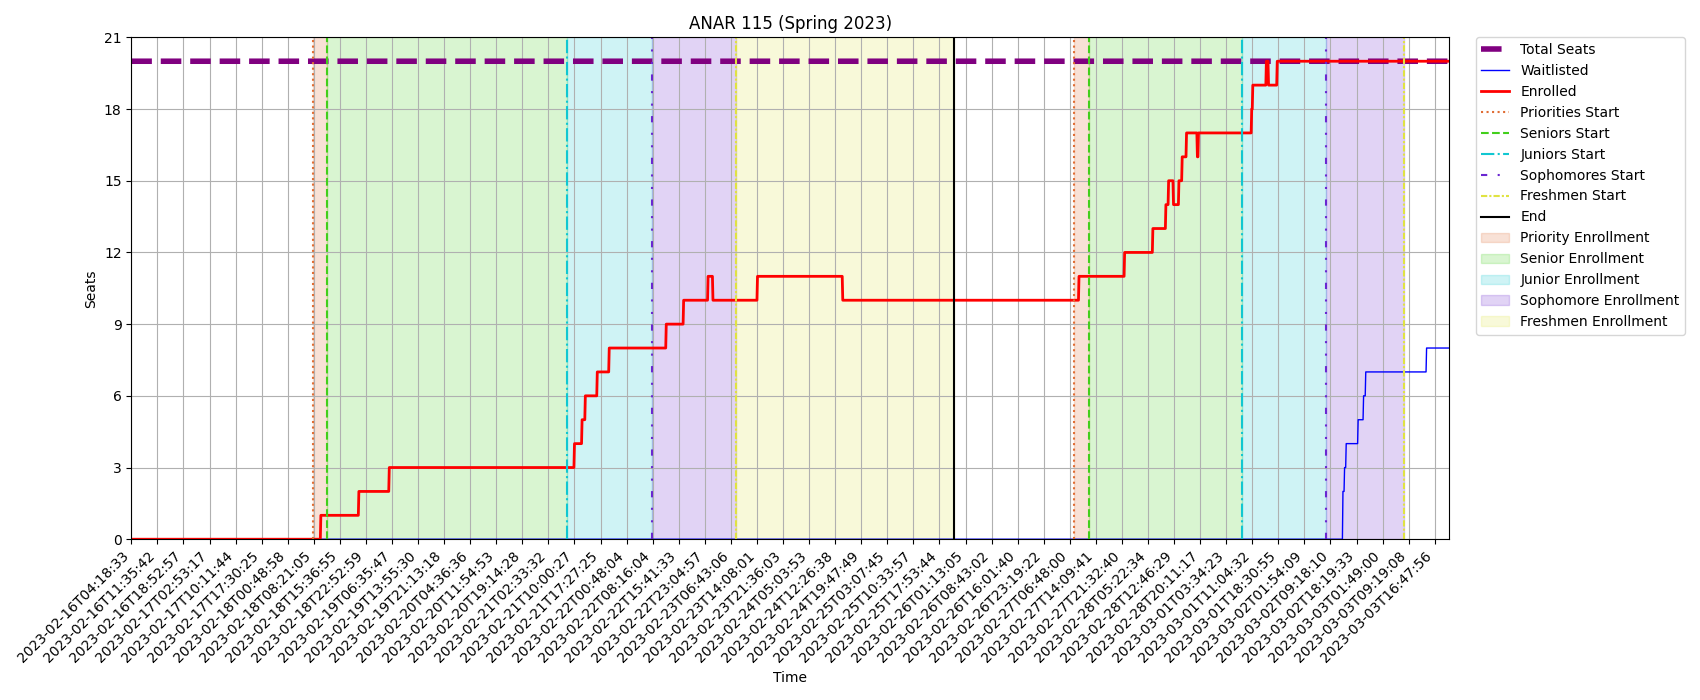 ANAR 115 (Spring 2023)
21
18
15
12
9
6
3
0
Seats
2023-02-16T04:18:33
2023-02-16T11:35:42
2023-02-16T18:52:57
2023-02-17T02:53:17
2023-02-17T10:11:44
2023-02-17T17:30:25
2023-02-18T00:48:58
2023-02-18T08:21:05
2023-02-18T15:36:55
2023-02-18T22:52:59
2023-02-19T06:35:47
2023-02-19T13:55:30
2023-02-19T21:13:18
2023-02-20T04:36:36
2023-02-20T11:54:53
2023-02-20T19:14:28
2023-02-21T02:33:32
2023-02-21T10:00:27
2023-02-21T17:27:25
2023-02-22T00:48:04
2023-02-22T08:16:04
2023-02-22T15:41:33
2023-02-22T23:04:57
2023-02-23T06:43:06
2023-02-23T14:08:01
2023-02-23T21:36:03
2023-02-24T05:03:53
2023-02-24T12:26:38
2023-02-24T19:47:49
2023-02-25T03:07:45
2023-02-25T10:33:57
2023-02-25T17:53:44
2023-02-26T01:13:05
2023-02-26T08:43:02
2023-02-26T16:01:40
2023-02-26T23:19:22
2023-02-27T06:48:00
2023-02-27T14:09:41
2023-02-27T21:32:40
2023-02-28T05:22:34
2023-02-28T12:46:29
2023-02-28T20:11:17
2023-03-01T03:34:23
2023-03-01T11:04:32
2023-03-01T18:30:55
2023-03-02T01:54:09
2023-03-02T09:18:10
2023-03-02T18:19:33
2023-03-03T01:49:00
2023-03-03T09:19:08
2023-03-03T16:47:56
Time
Total Seats
Waitlisted
Enrolled
Priorities Start
Seniors Start
Juniors Start
Sophomores Start
Freshmen Start
End
Priority Enrollment
Senior Enrollment
Junior Enrollment
Sophomore Enrollment
Freshmen Enrollment